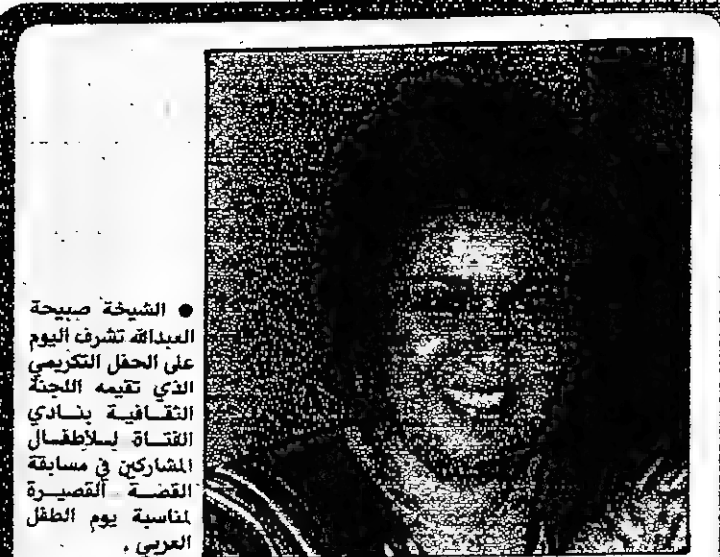 ● الشيخة صبيحة
العبدالله تشرف اليوم
على الحفل التكريمي
الذي تقيمه اللجنة
الثقافية بنادي
الفتاة للأطفال
المشاركين في مسابقة
القصة القصيرة
لمناسبة يوم الطفل
العربي .